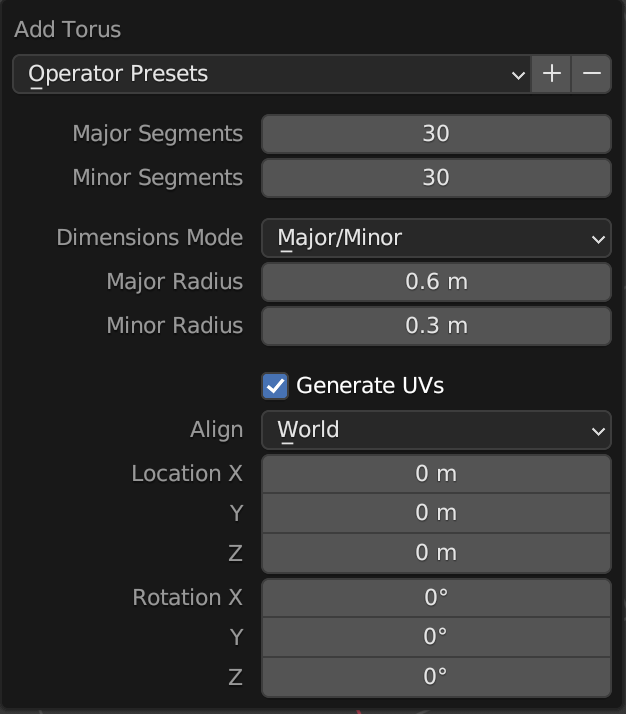 Add Torus
Operator Presets
Major Segments 30
Minor Segments 30
Dimensions Mode Major/Minor
Major Radius 0.6 m
Minor Radius 0.3 m
Generate UVs
Align World
Location X 0 m
Y 0 m
Z 0 m
Rotation X 0°
Y 0°
Z 0°